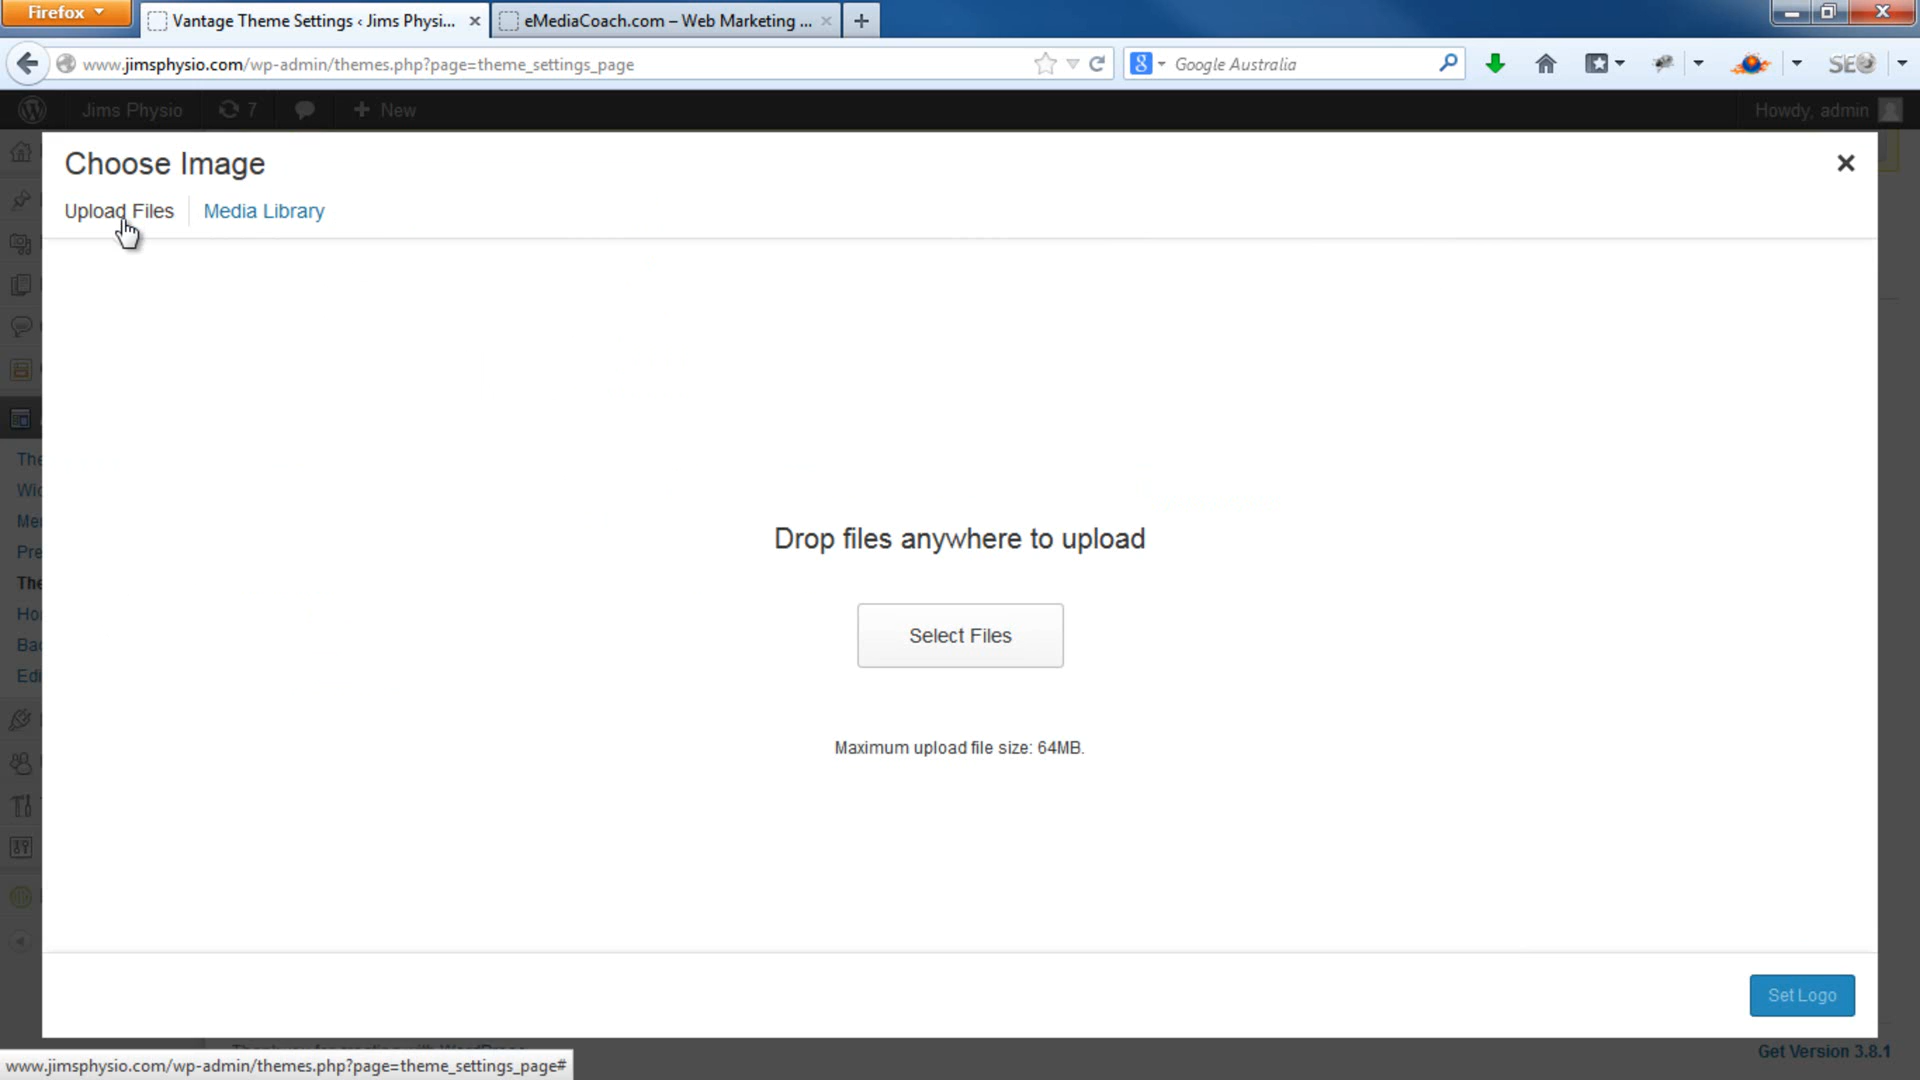 Firefox
Vantage Theme Settings ‹ Jims Physi...
eMediaCoach.com – Web Marketing ...
www.jimsphysio.com/wp-admin/themes.php?page=theme_settings_page
Google Australia
SEO
Jims Physio
7
New
Howdy, admin
Choose Image
Upload Files
Media Library
The
Wid
Me
Pre
The
Ho
Bac
Edi
Drop files anywhere to upload
Select Files
Maximum upload file size: 64MB.
Set Logo
Get Version 3.8.1
www.jimsphysio.com/wp-admin/themes.php?page=theme_settings_page#